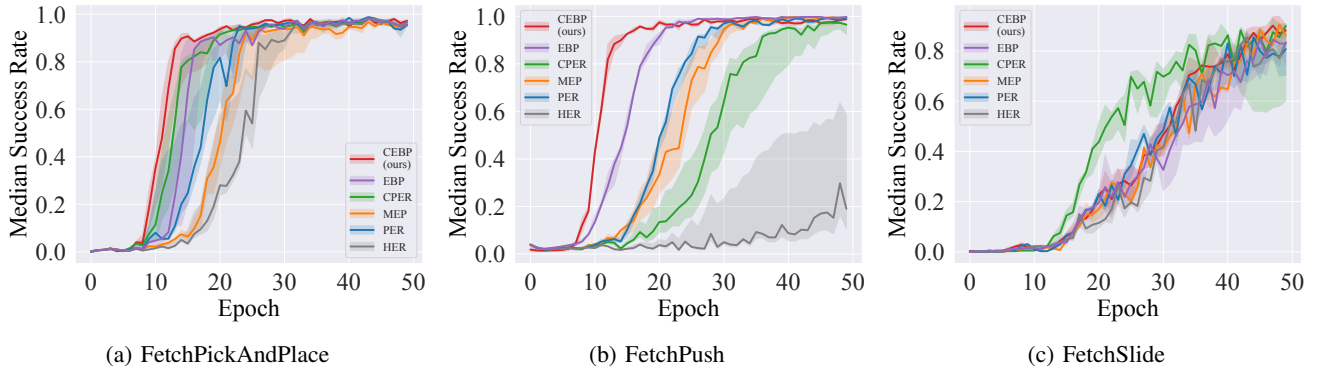 Median Success Rate
1.0
0.8
0.6
0.4
0.2
0.0
CEBP
(ours)
EBP
CPER
MEP
PER
HER
0 10 20 30 40 50
Epoch
(a) FetchPickAndPlace
Median Success Rate
1.0
0.8
0.6
0.4
0.2
0.0
CEBP
(ours)
EBP
CPER
MEP
PER
HER
0 10 20 30 40 50
Epoch
(b) FetchPush
Median Success Rate
1.0
0.8
0.6
0.4
0.2
0.0
CEBP
(ours)
EBP
CPER
MEP
PER
HER
0 10 20 30 40 50
Epoch
(c) FetchSlide